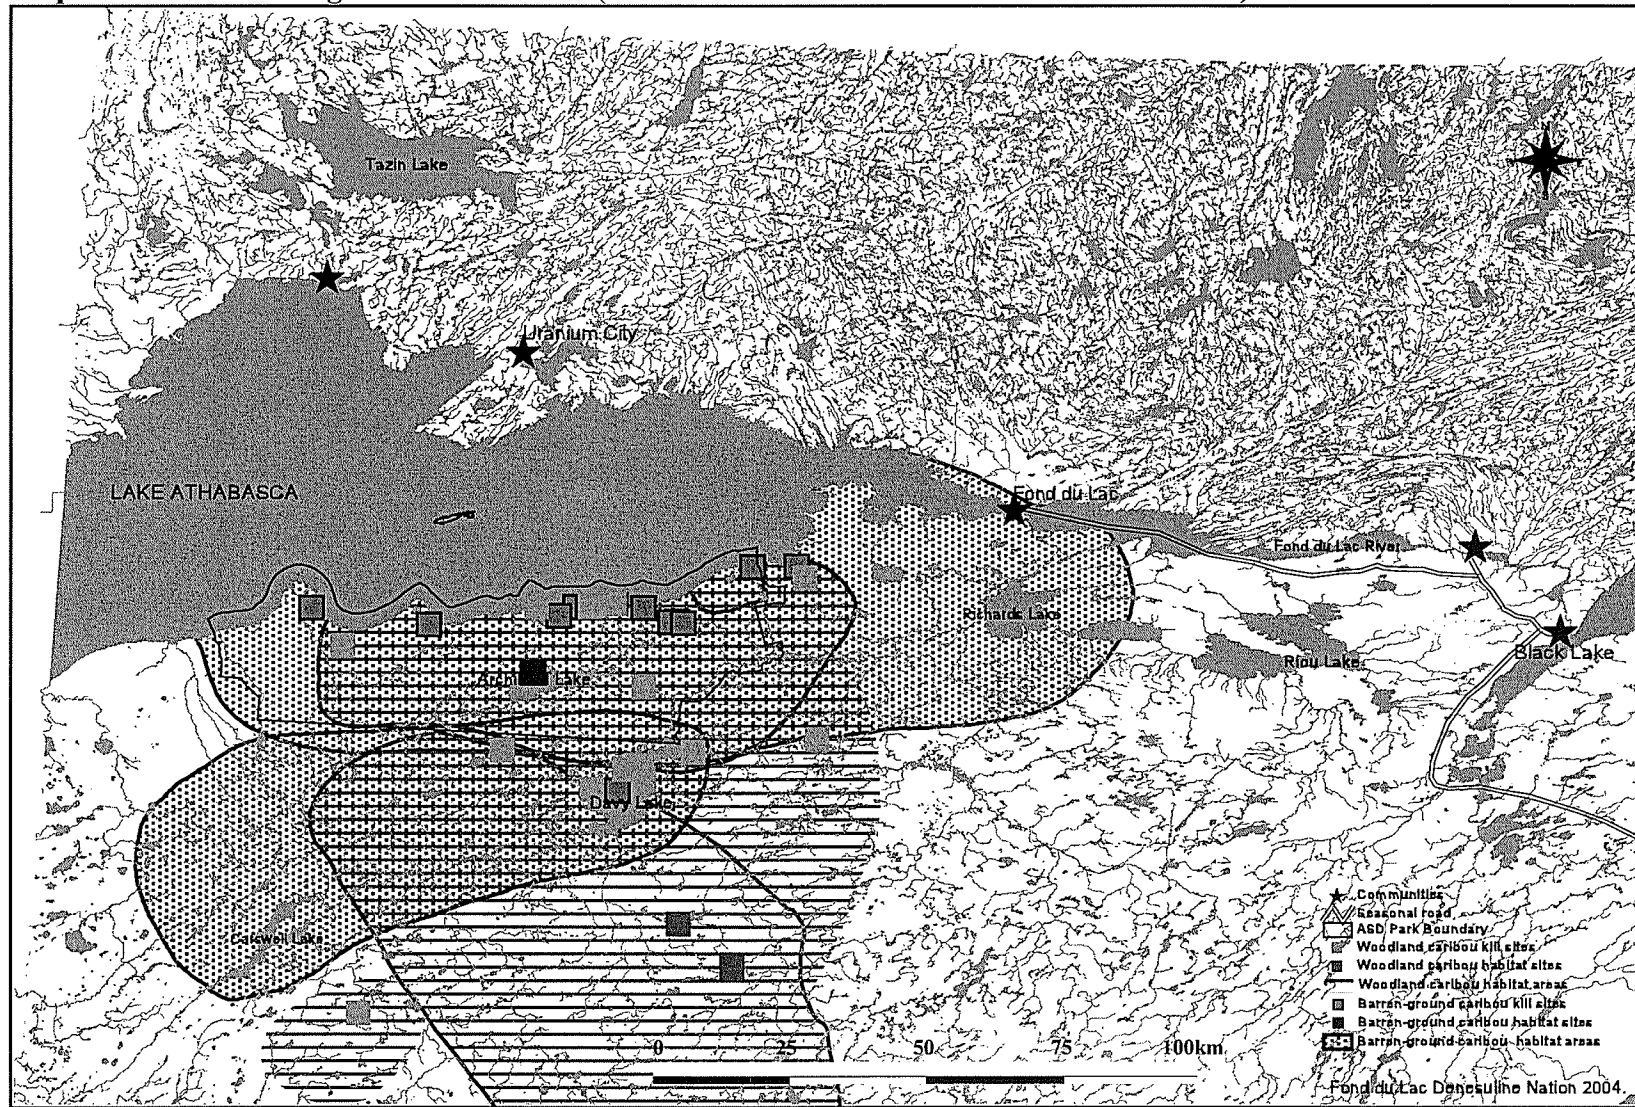 Tazin Lake
Uranium City
LAKE ATHABASCA
Fond du Lac
Fond du Lac River
Richards Lake
Riou Lake
Black Lake
Lake
Davy Lake
Carswell Lake
Communities
Seasonal road
ASD Park Boundary
Woodland caribou kill sites
Woodland caribou habitat sites
Woodland caribou habitat areas
Barren-ground caribou kill sites
Barren-ground caribou habitat sites
Barren-ground caribou habitat areas
0 25 50 75 100km
Fond du Lac Denesuline Nation 2004.